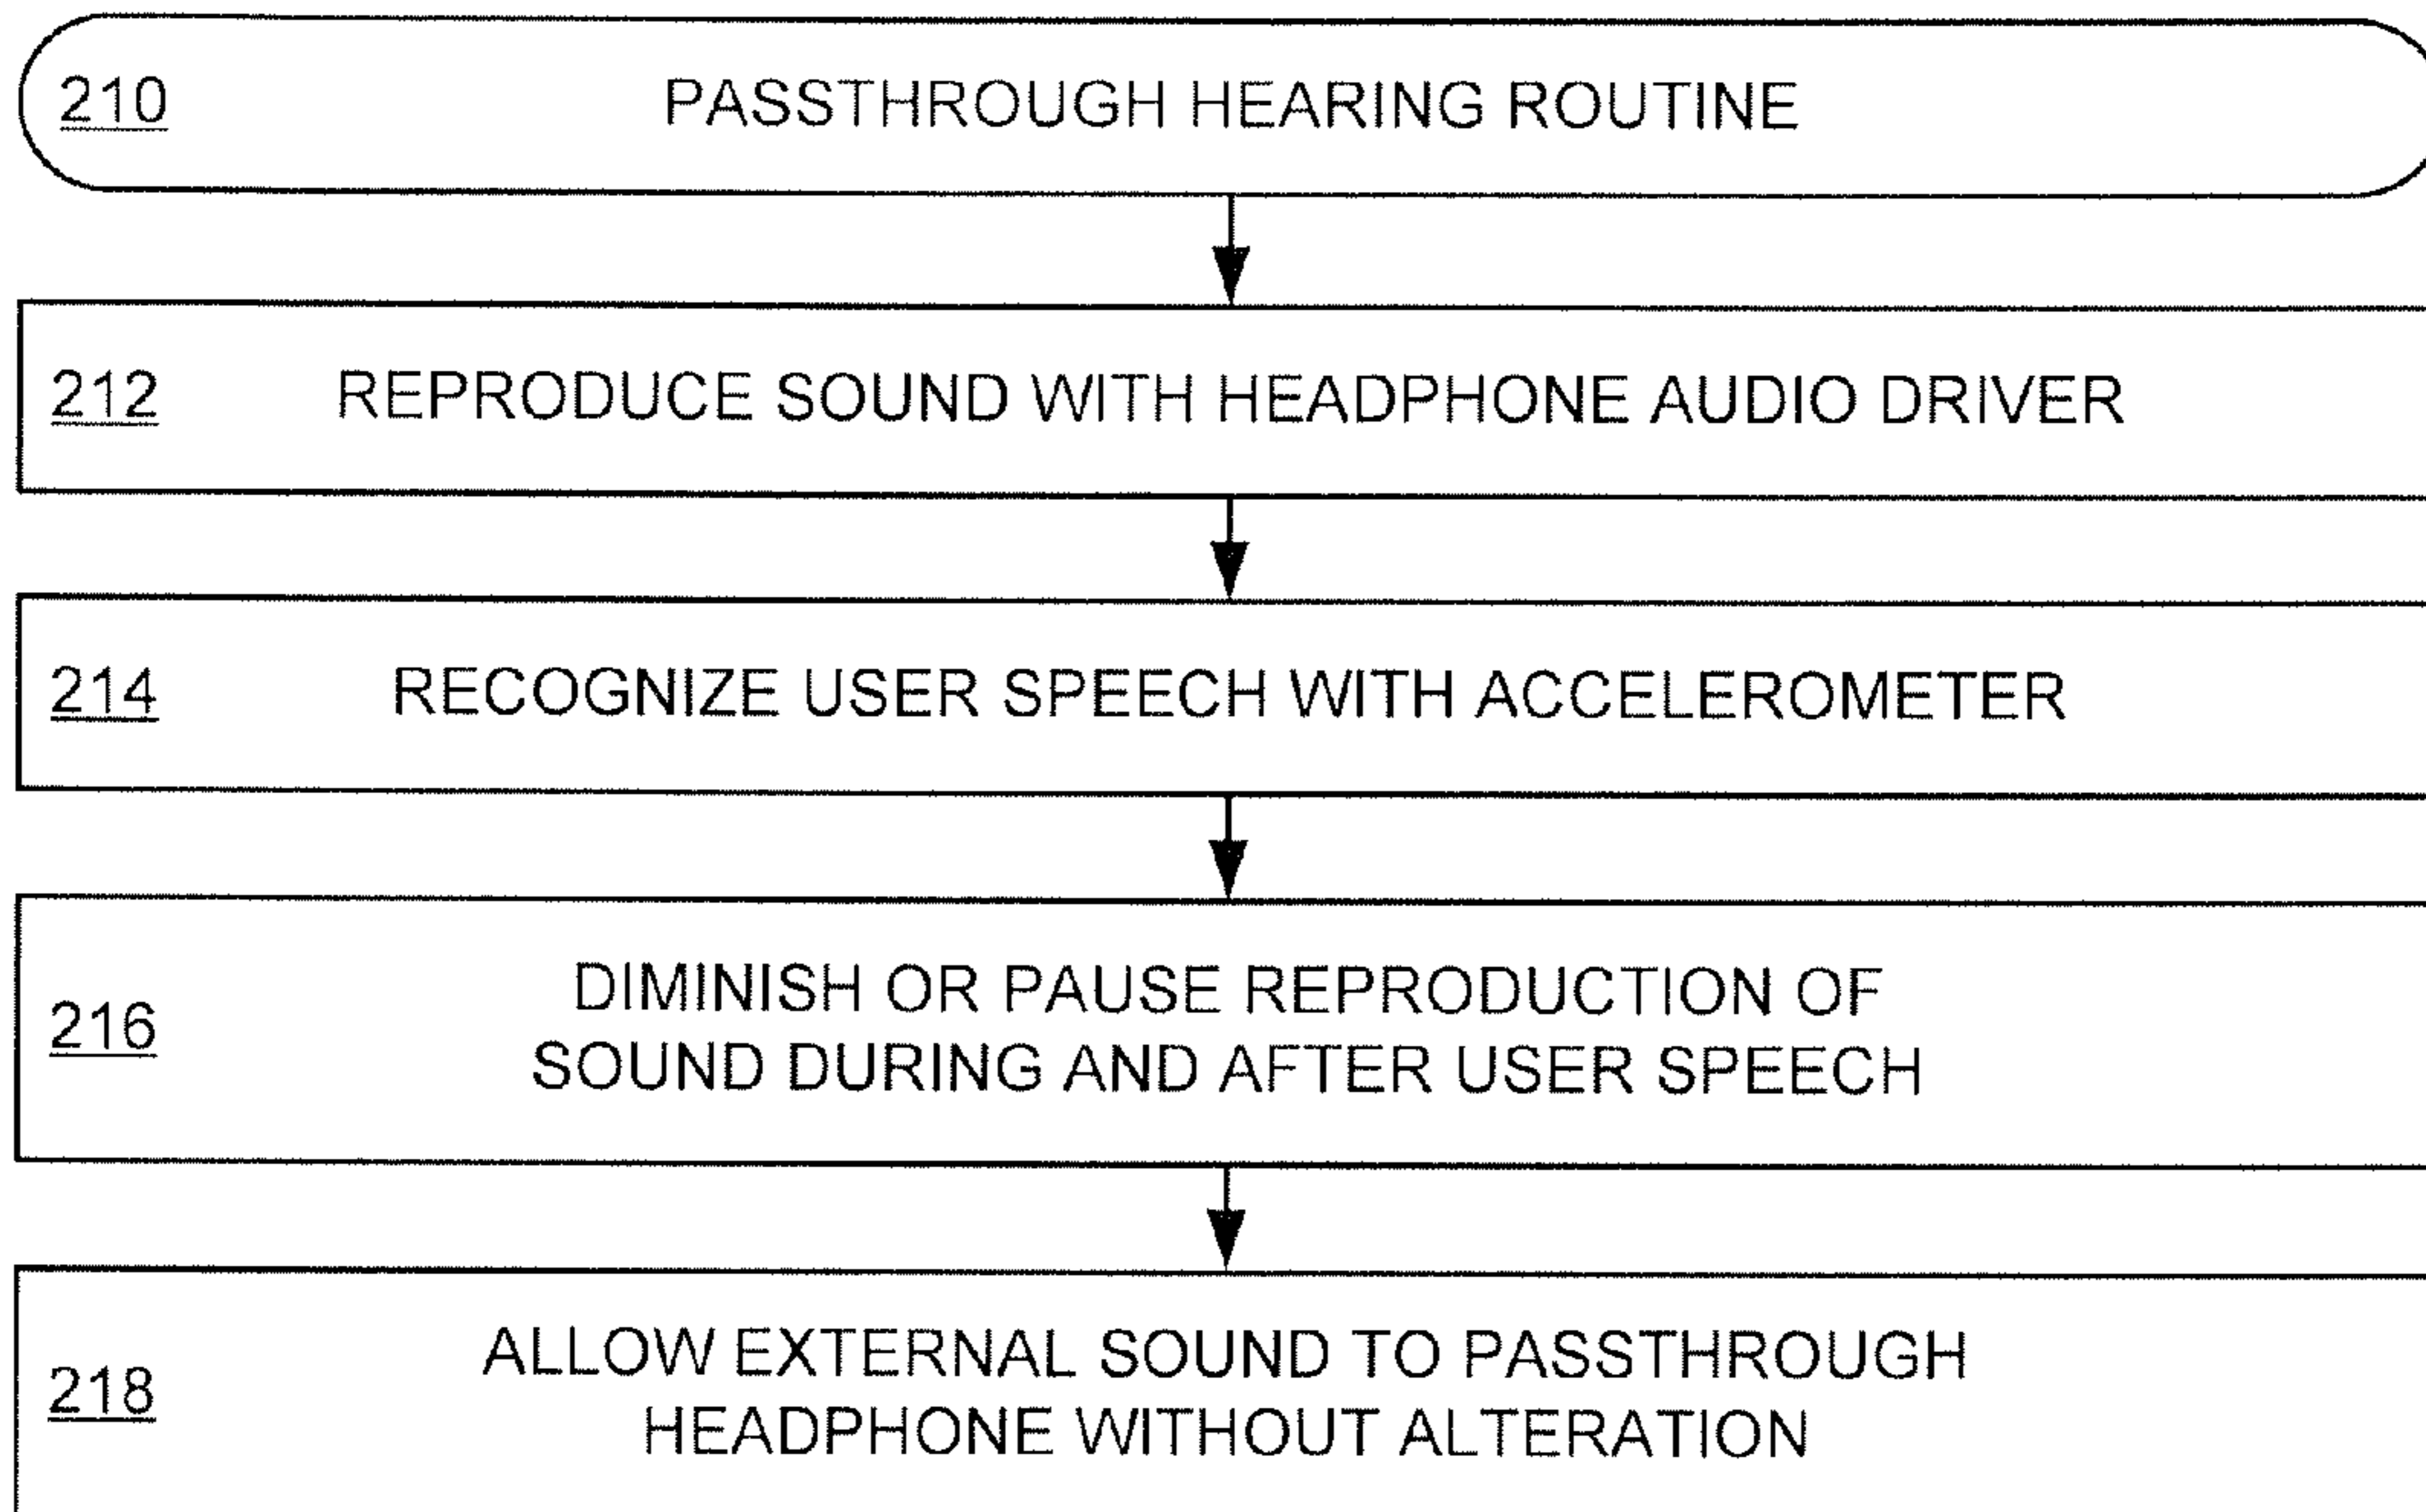 210 PASSTHROUGH HEARING ROUTINE
212 REPRODUCE SOUND WITH HEADPHONE AUDIO DRIVER
214 RECOGNIZE USER SPEECH WITH ACCELEROMETER
216 DIMINISH OR PAUSE REPRODUCTION OF
SOUND DURING AND AFTER USER SPEECH
218 ALLOW EXTERNAL SOUND TO PASSTHROUGH
HEADPHONE WITHOUT ALTERATION